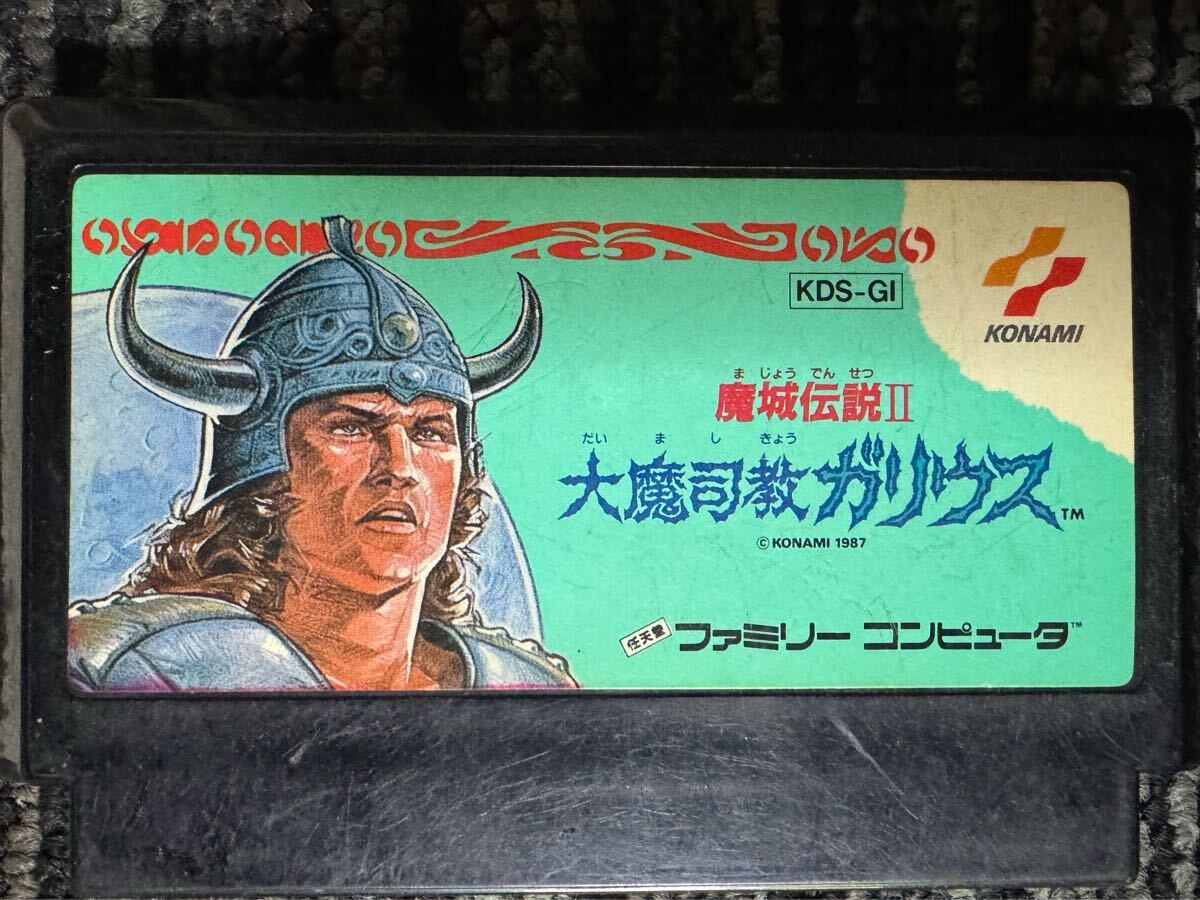 KONAMI
KDS-GI
ま じょう でん せつ
魔城伝説II
だい ま し きょう
大魔司教ガリウス™
© KONAMI 1987
任天堂 ファミリー コンピュータ™